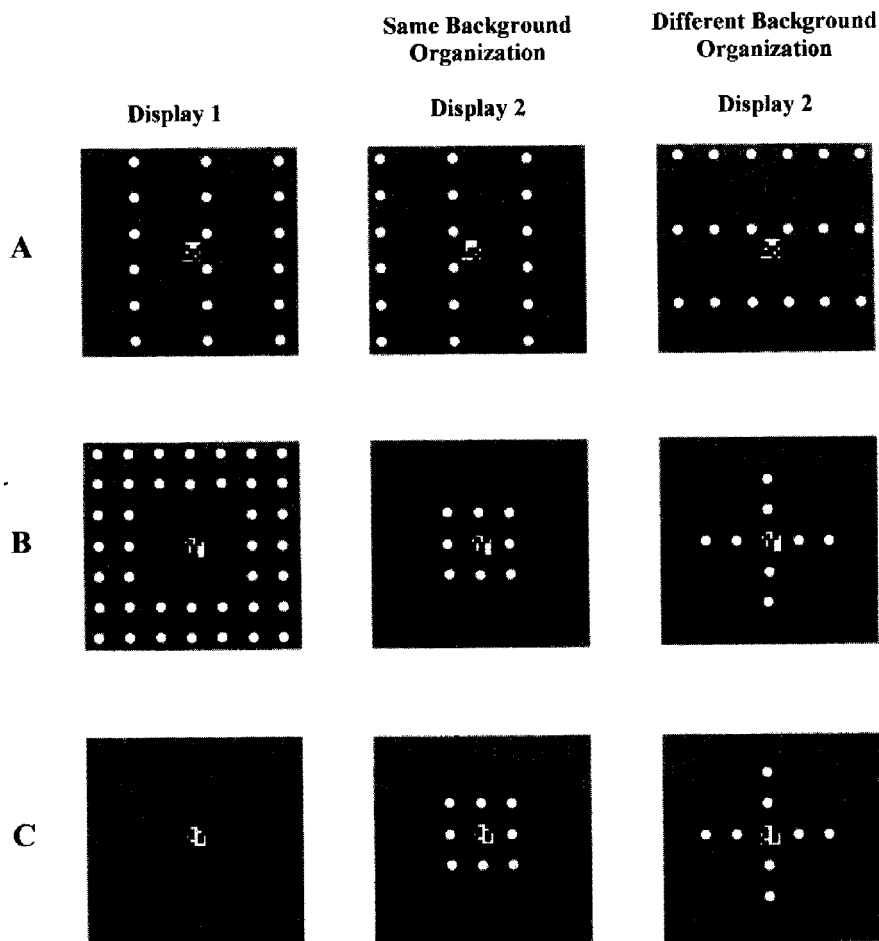 Same Background
Organization
Different Background
Organization
Display 1
Display 2
Display 2
A
B
C